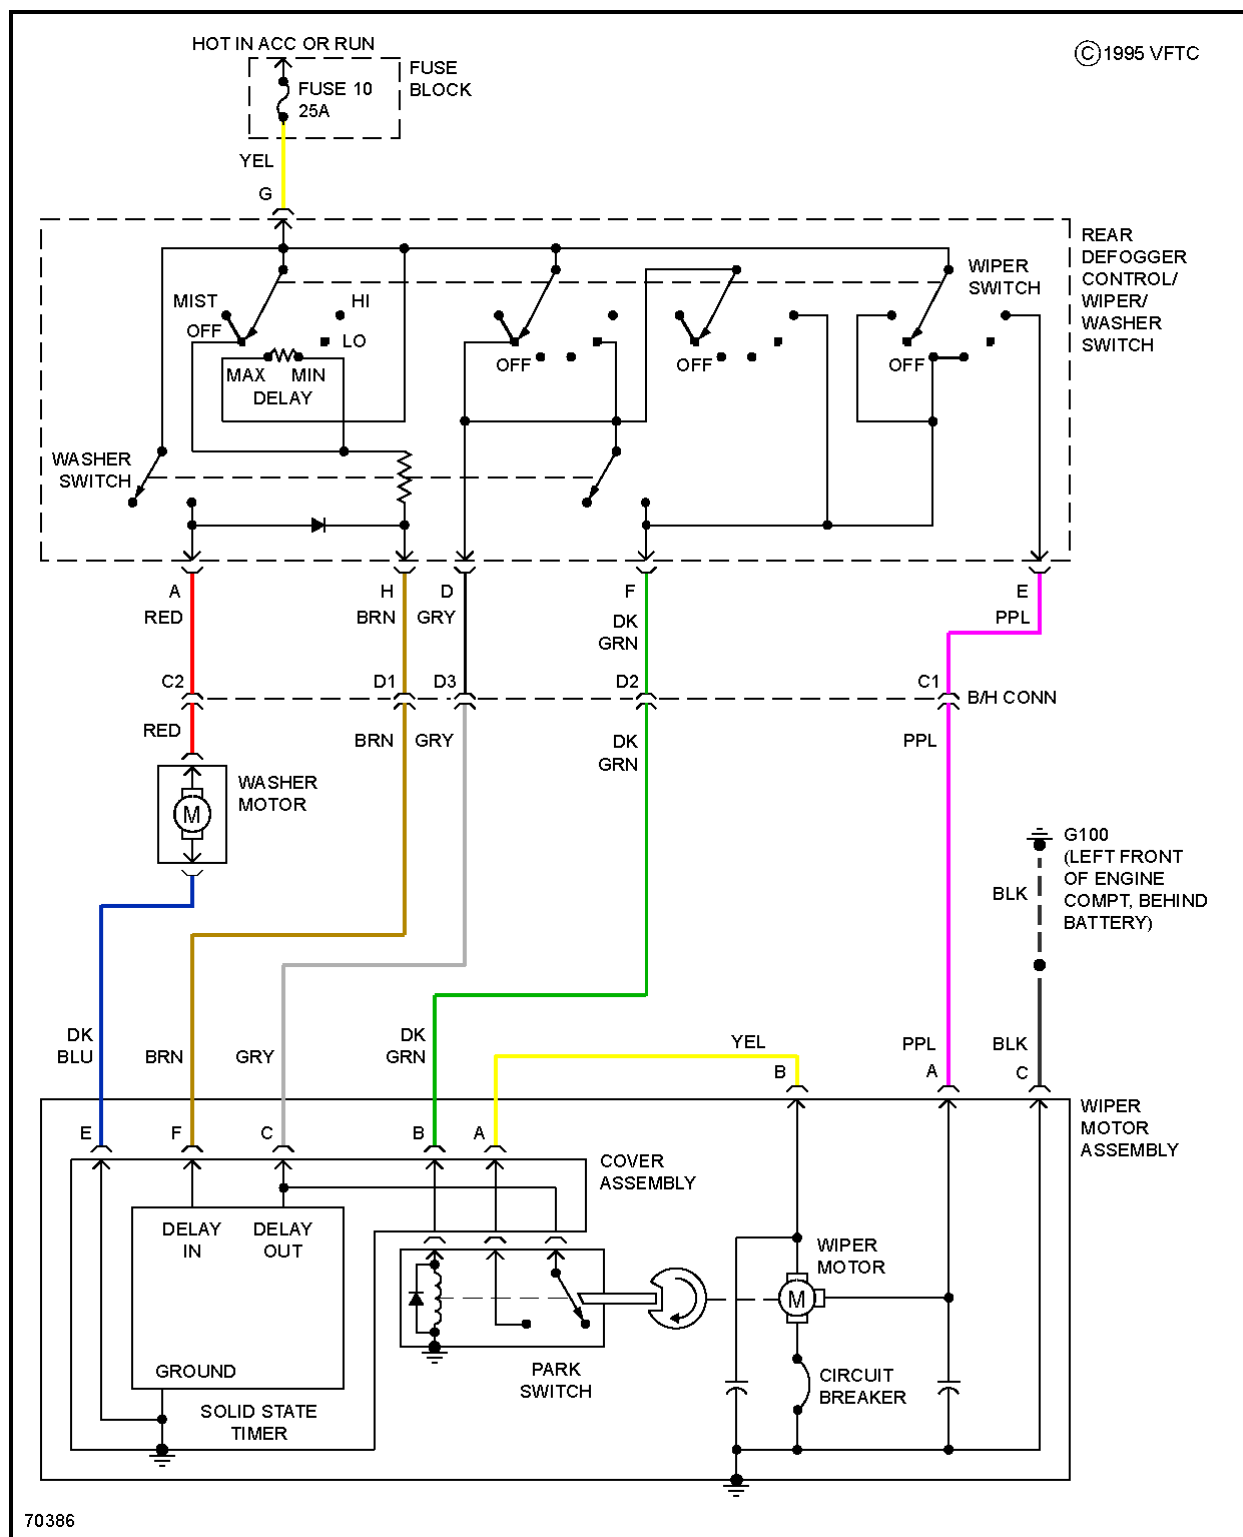 HOT IN ACC OR RUN
FUSE 10
25A
FUSE
BLOCK
© 1995 VFTC
YEL
G
REAR
DEFOGGER
CONTROL/
WIPER/
WASHER
SWITCH
WIPER
SWITCH
MIST
HI
OFF
LO
MAX
MIN
DELAY
OFF
OFF
OFF
WASHER
SWITCH
A
H
D
F
E
RED
BRN
GRY
DK
GRN
PPL
C2
D1
D3
D2
C1
B/H CONN
RED
BRN
GRY
DK
GRN
PPL
WASHER
MOTOR
M
G100
(LEFT FRONT
OF ENGINE
COMPT, BEHIND
BATTERY)
BLK
DK
BLU
BRN
GRY
DK
GRN
YEL
PPL
BLK
B
A
C
E
F
C
B
A
WIPER
MOTOR
ASSEMBLY
COVER
ASSEMBLY
DELAY
IN
DELAY
OUT
WIPER
MOTOR
M
GROUND
PARK
SWITCH
CIRCUIT
BREAKER
SOLID STATE
TIMER
70386